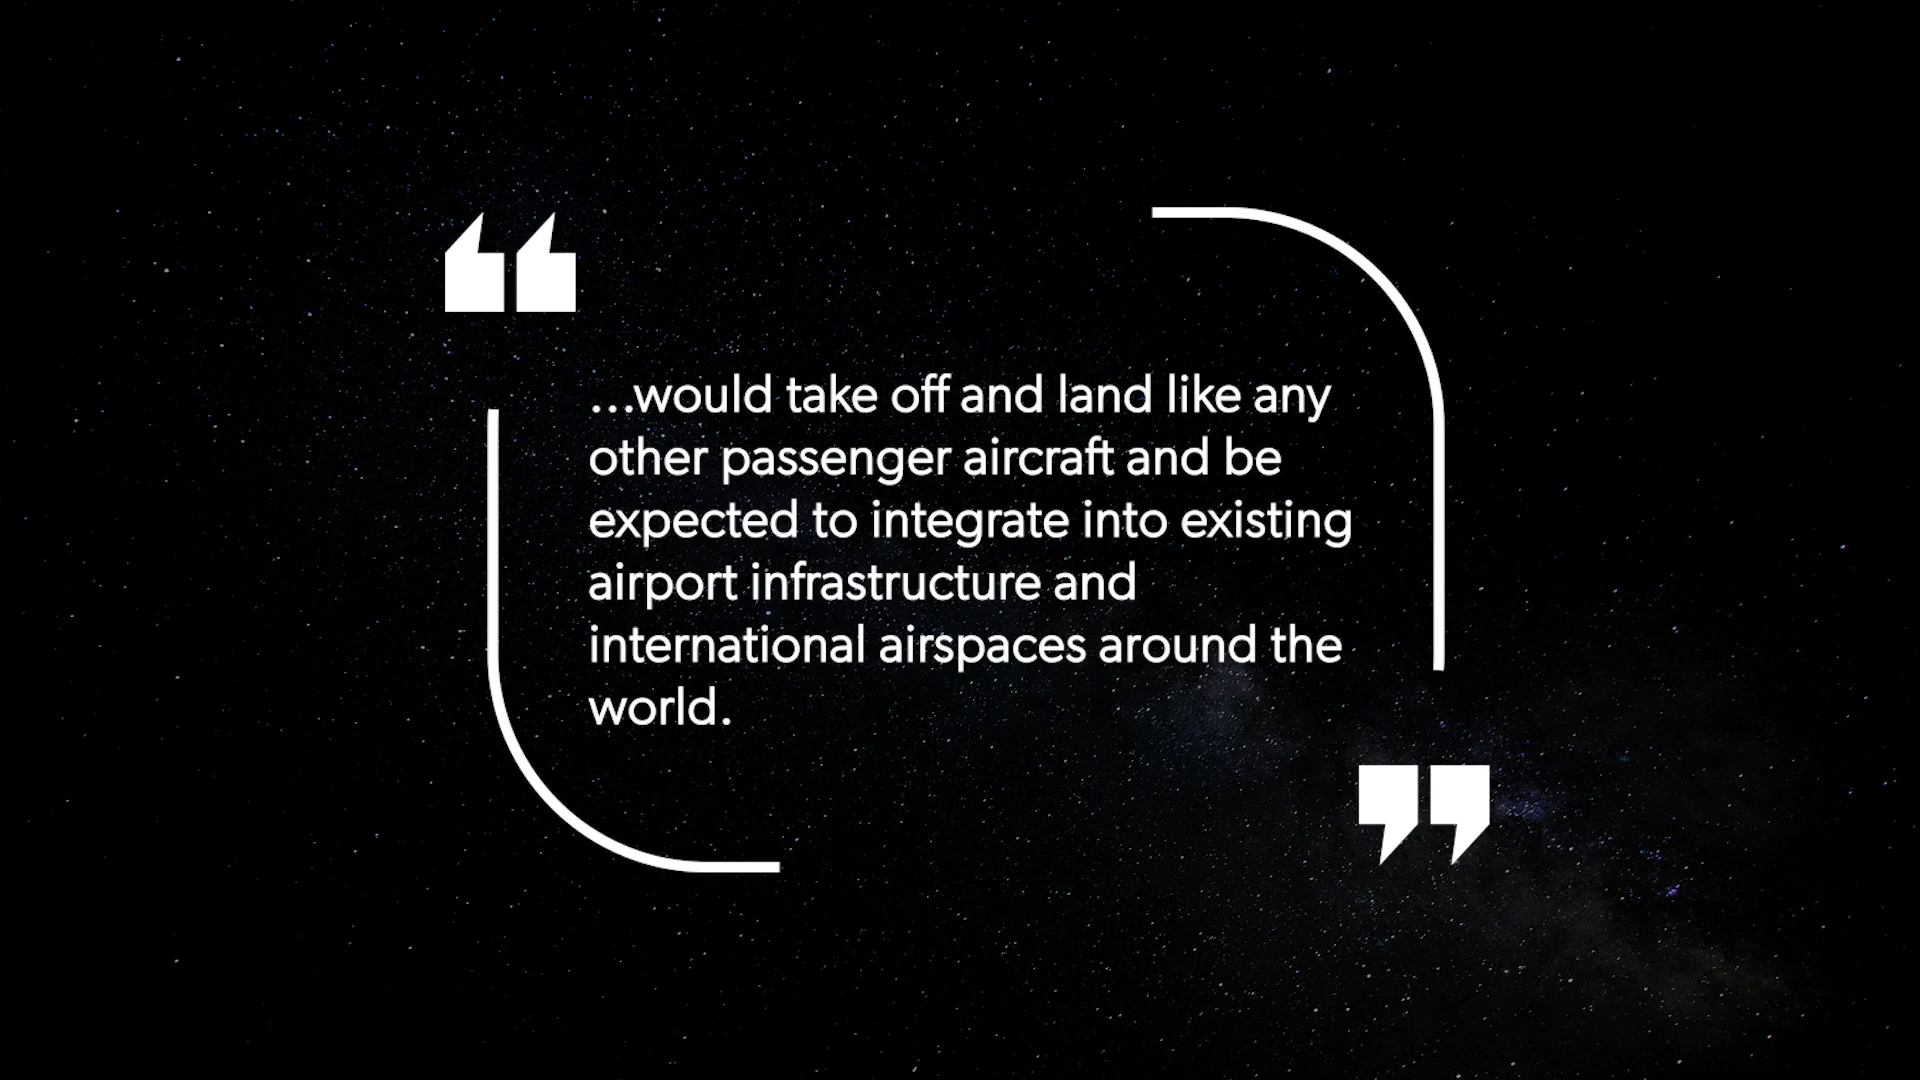 “
…would take off and land like any
other passenger aircraft and be
expected to integrate into existing
airport infrastructure and
international airspaces around the
world.
”